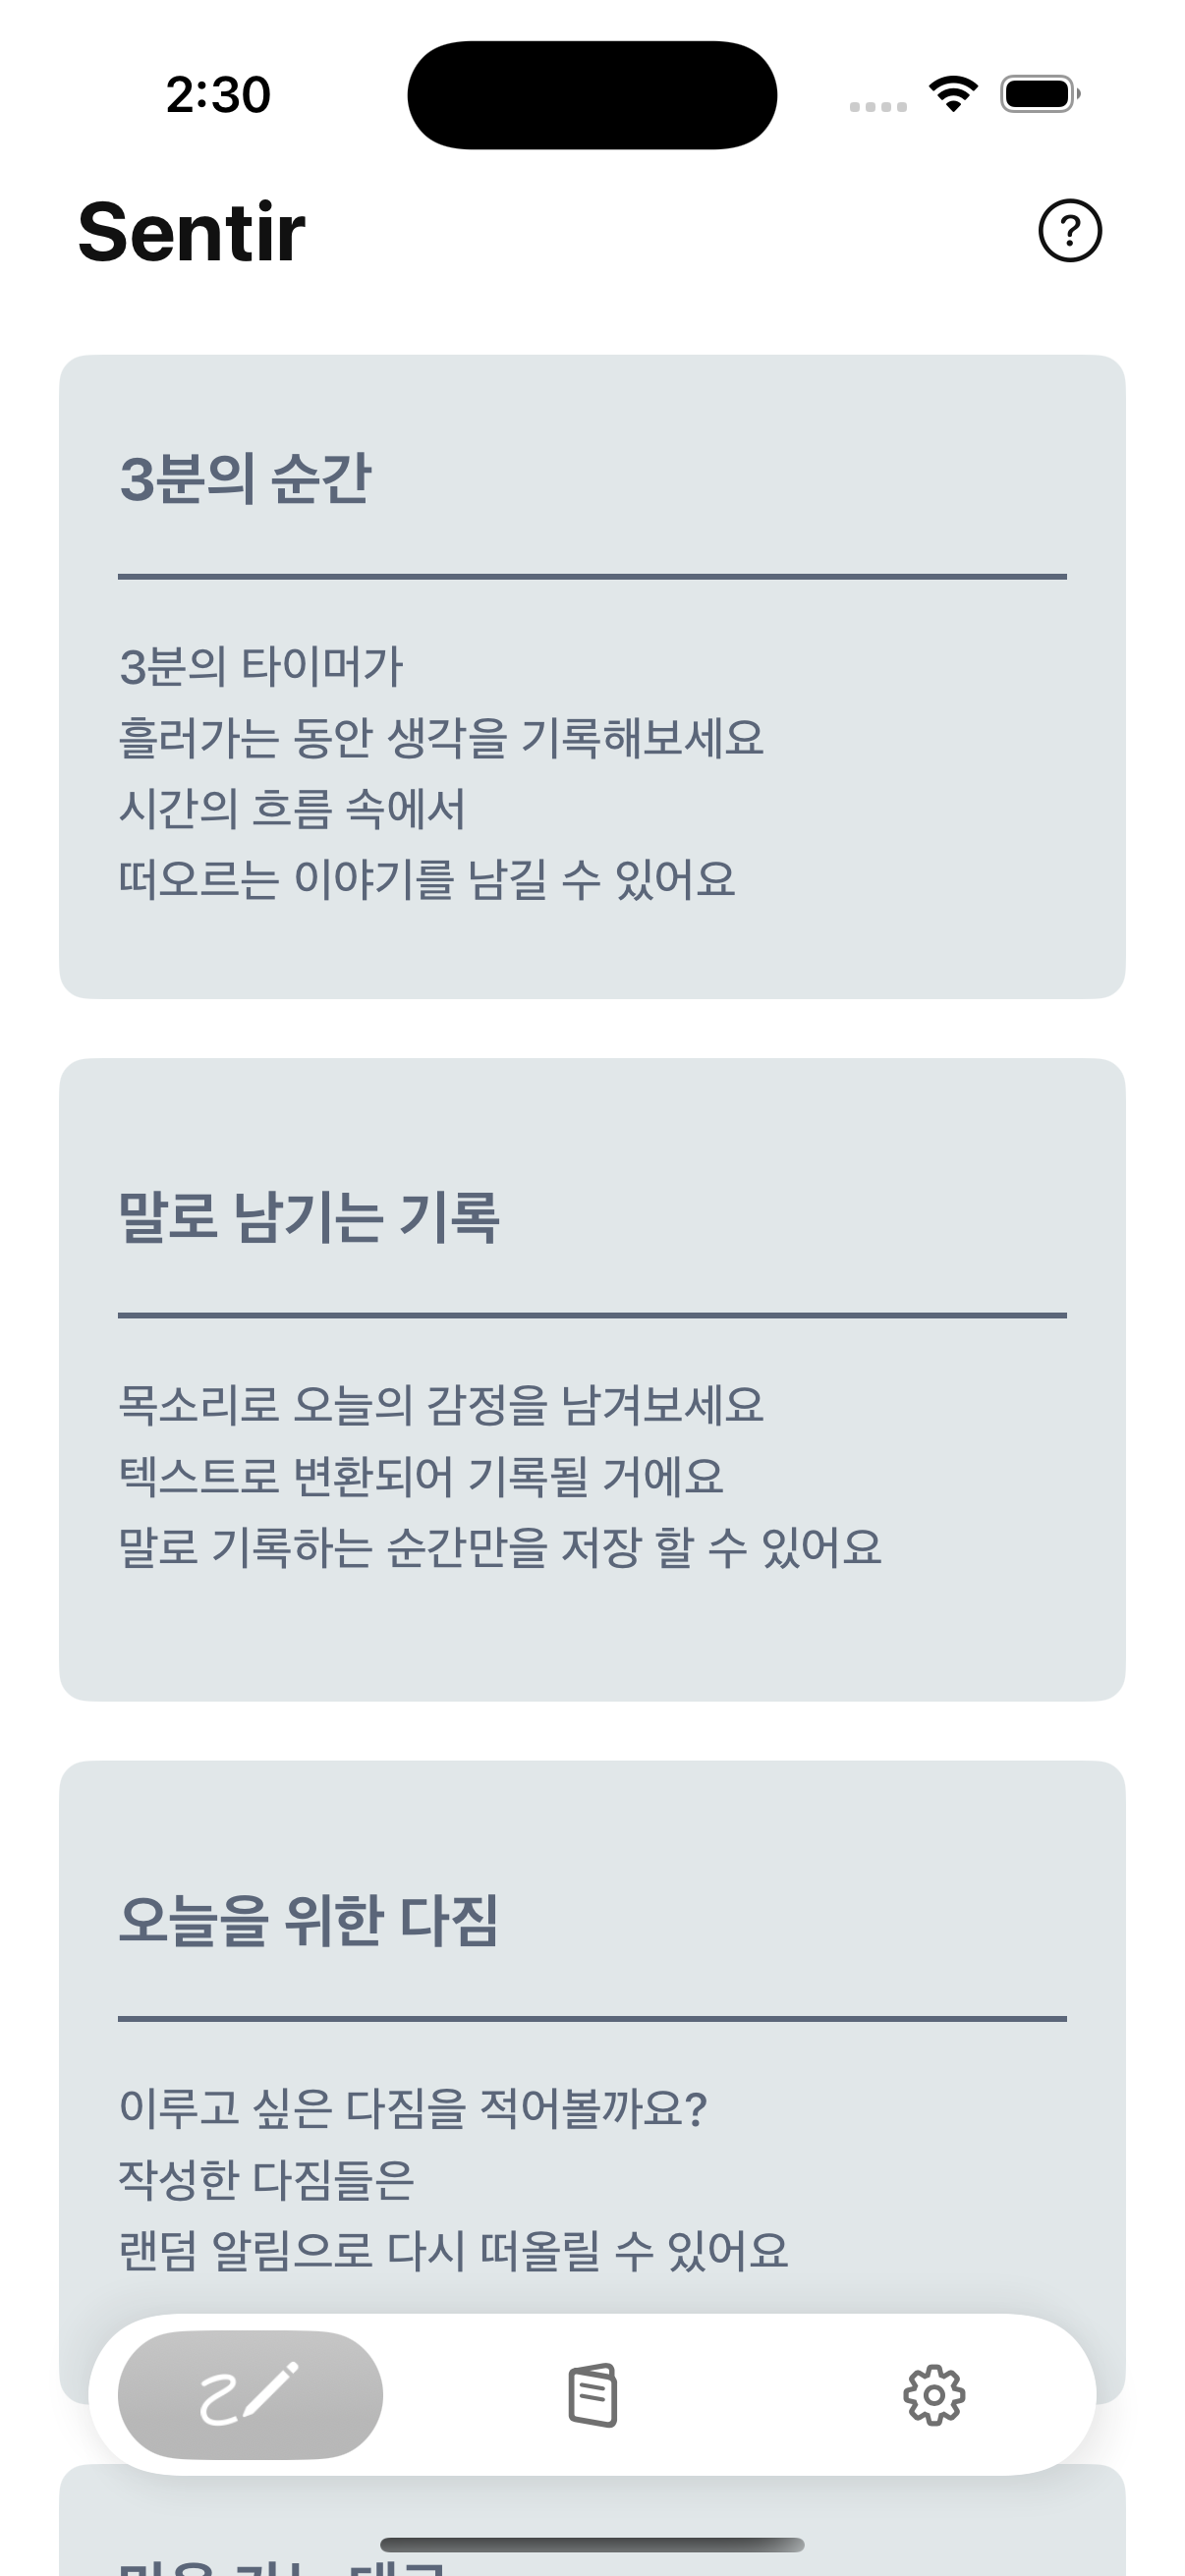 2:30
Sentir
?
3분의 순간
3분의 타이머가
흘러가는 동안 생각을 기록해보세요
시간의 흐름 속에서
떠오르는 이야기를 남길 수 있어요
말로 남기는 기록
목소리로 오늘의 감정을 남겨보세요
텍스트로 변환되어 기록될 거에요
말로 기록하는 순간만을 저장 할 수 있어요
오늘을 위한 다짐
이루고 싶은 다짐을 적어볼까요?
작성한 다짐들은
랜덤 알림으로 다시 떠올릴 수 있어요